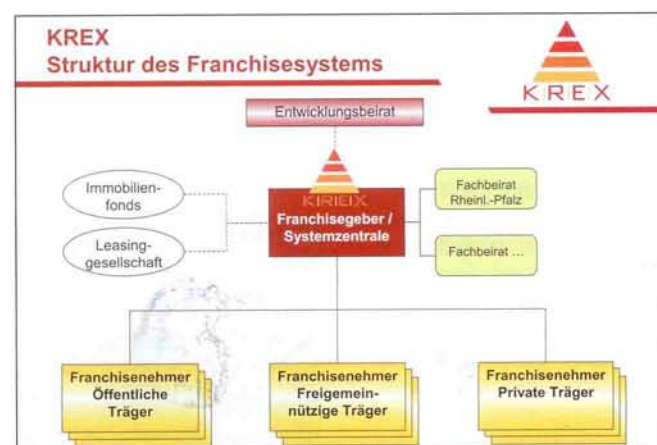 KREX
Struktur des Franchisesystems
KREX
Entwicklungsbeirat
Immobilien-
fonds
Leasing-
gesellschaft
KREX
Franchisegeber /
Systemzentrale
Fachbeirat
Rheinl.-Pfalz
Fachbeirat ...
Franchisenehmer
Öffentliche
Träger
Franchisenehmer
Freigemein-
nützige Träger
Franchisenehmer
Private Träger